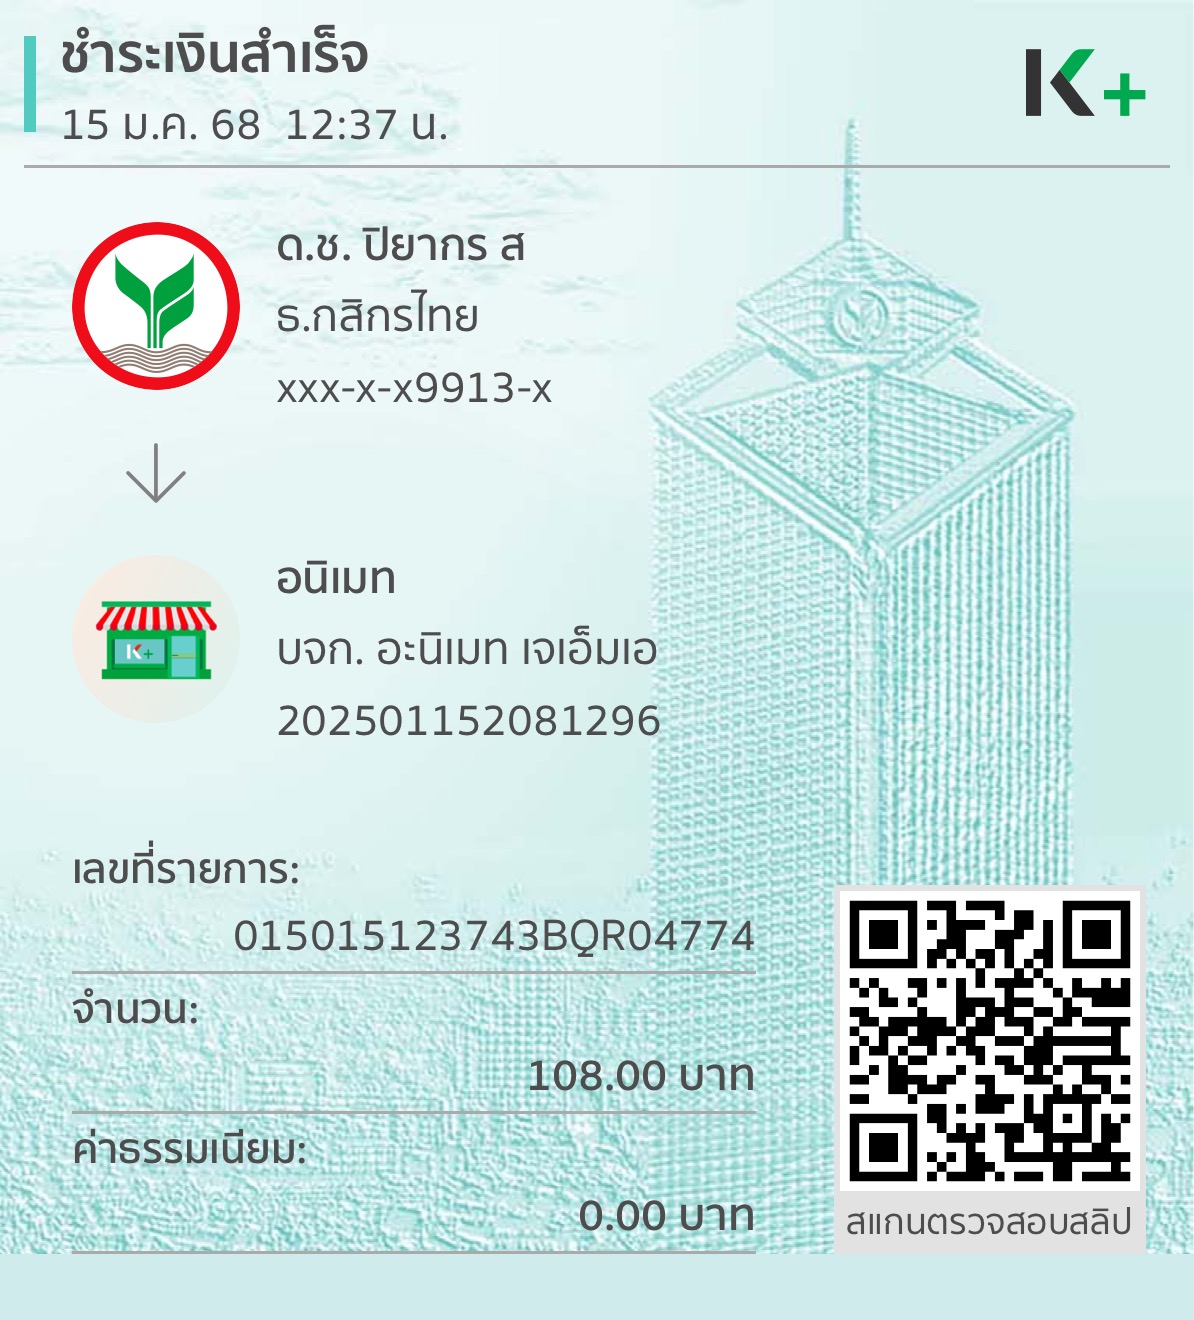 ชำระเงินสำเร็จ
15 ม.ค. 68  12:37 น.
K+
ด.ช. ปิยากร ส
ธ.กสิกรไทย
xxx-x-x9913-x
K+
อนิเมท
บจก. อะนิเมท เจเอ็มเอ
202501152081296
เลขที่รายการ:
015015123743BQR04774
จำนวน:
108.00 บาท
ค่าธรรมเนียม:
0.00 บาท
สแกนตรวจสอบสลิป